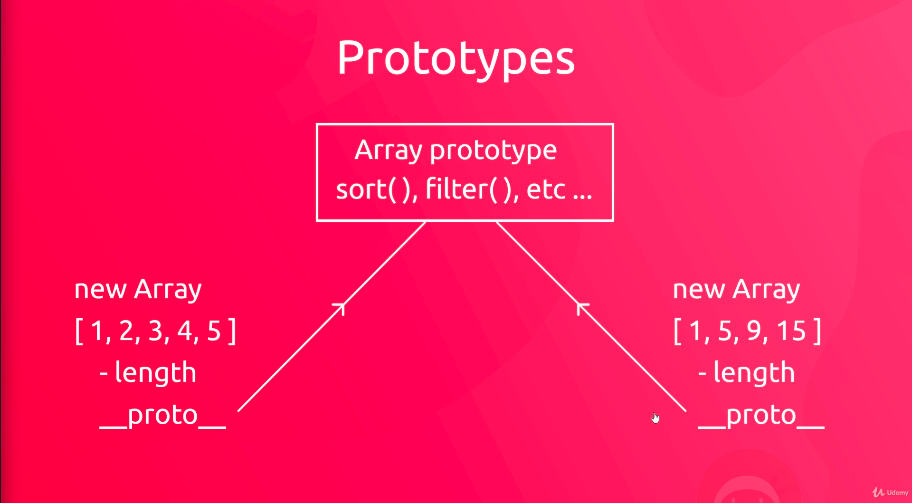 Prototypes
Array prototype
sort( ), filter( ), etc ...
new Array
[ 1, 2, 3, 4, 5 ]
- length
__proto__
new Array
[ 1, 5, 9, 15 ]
- length
__proto__
Udemy